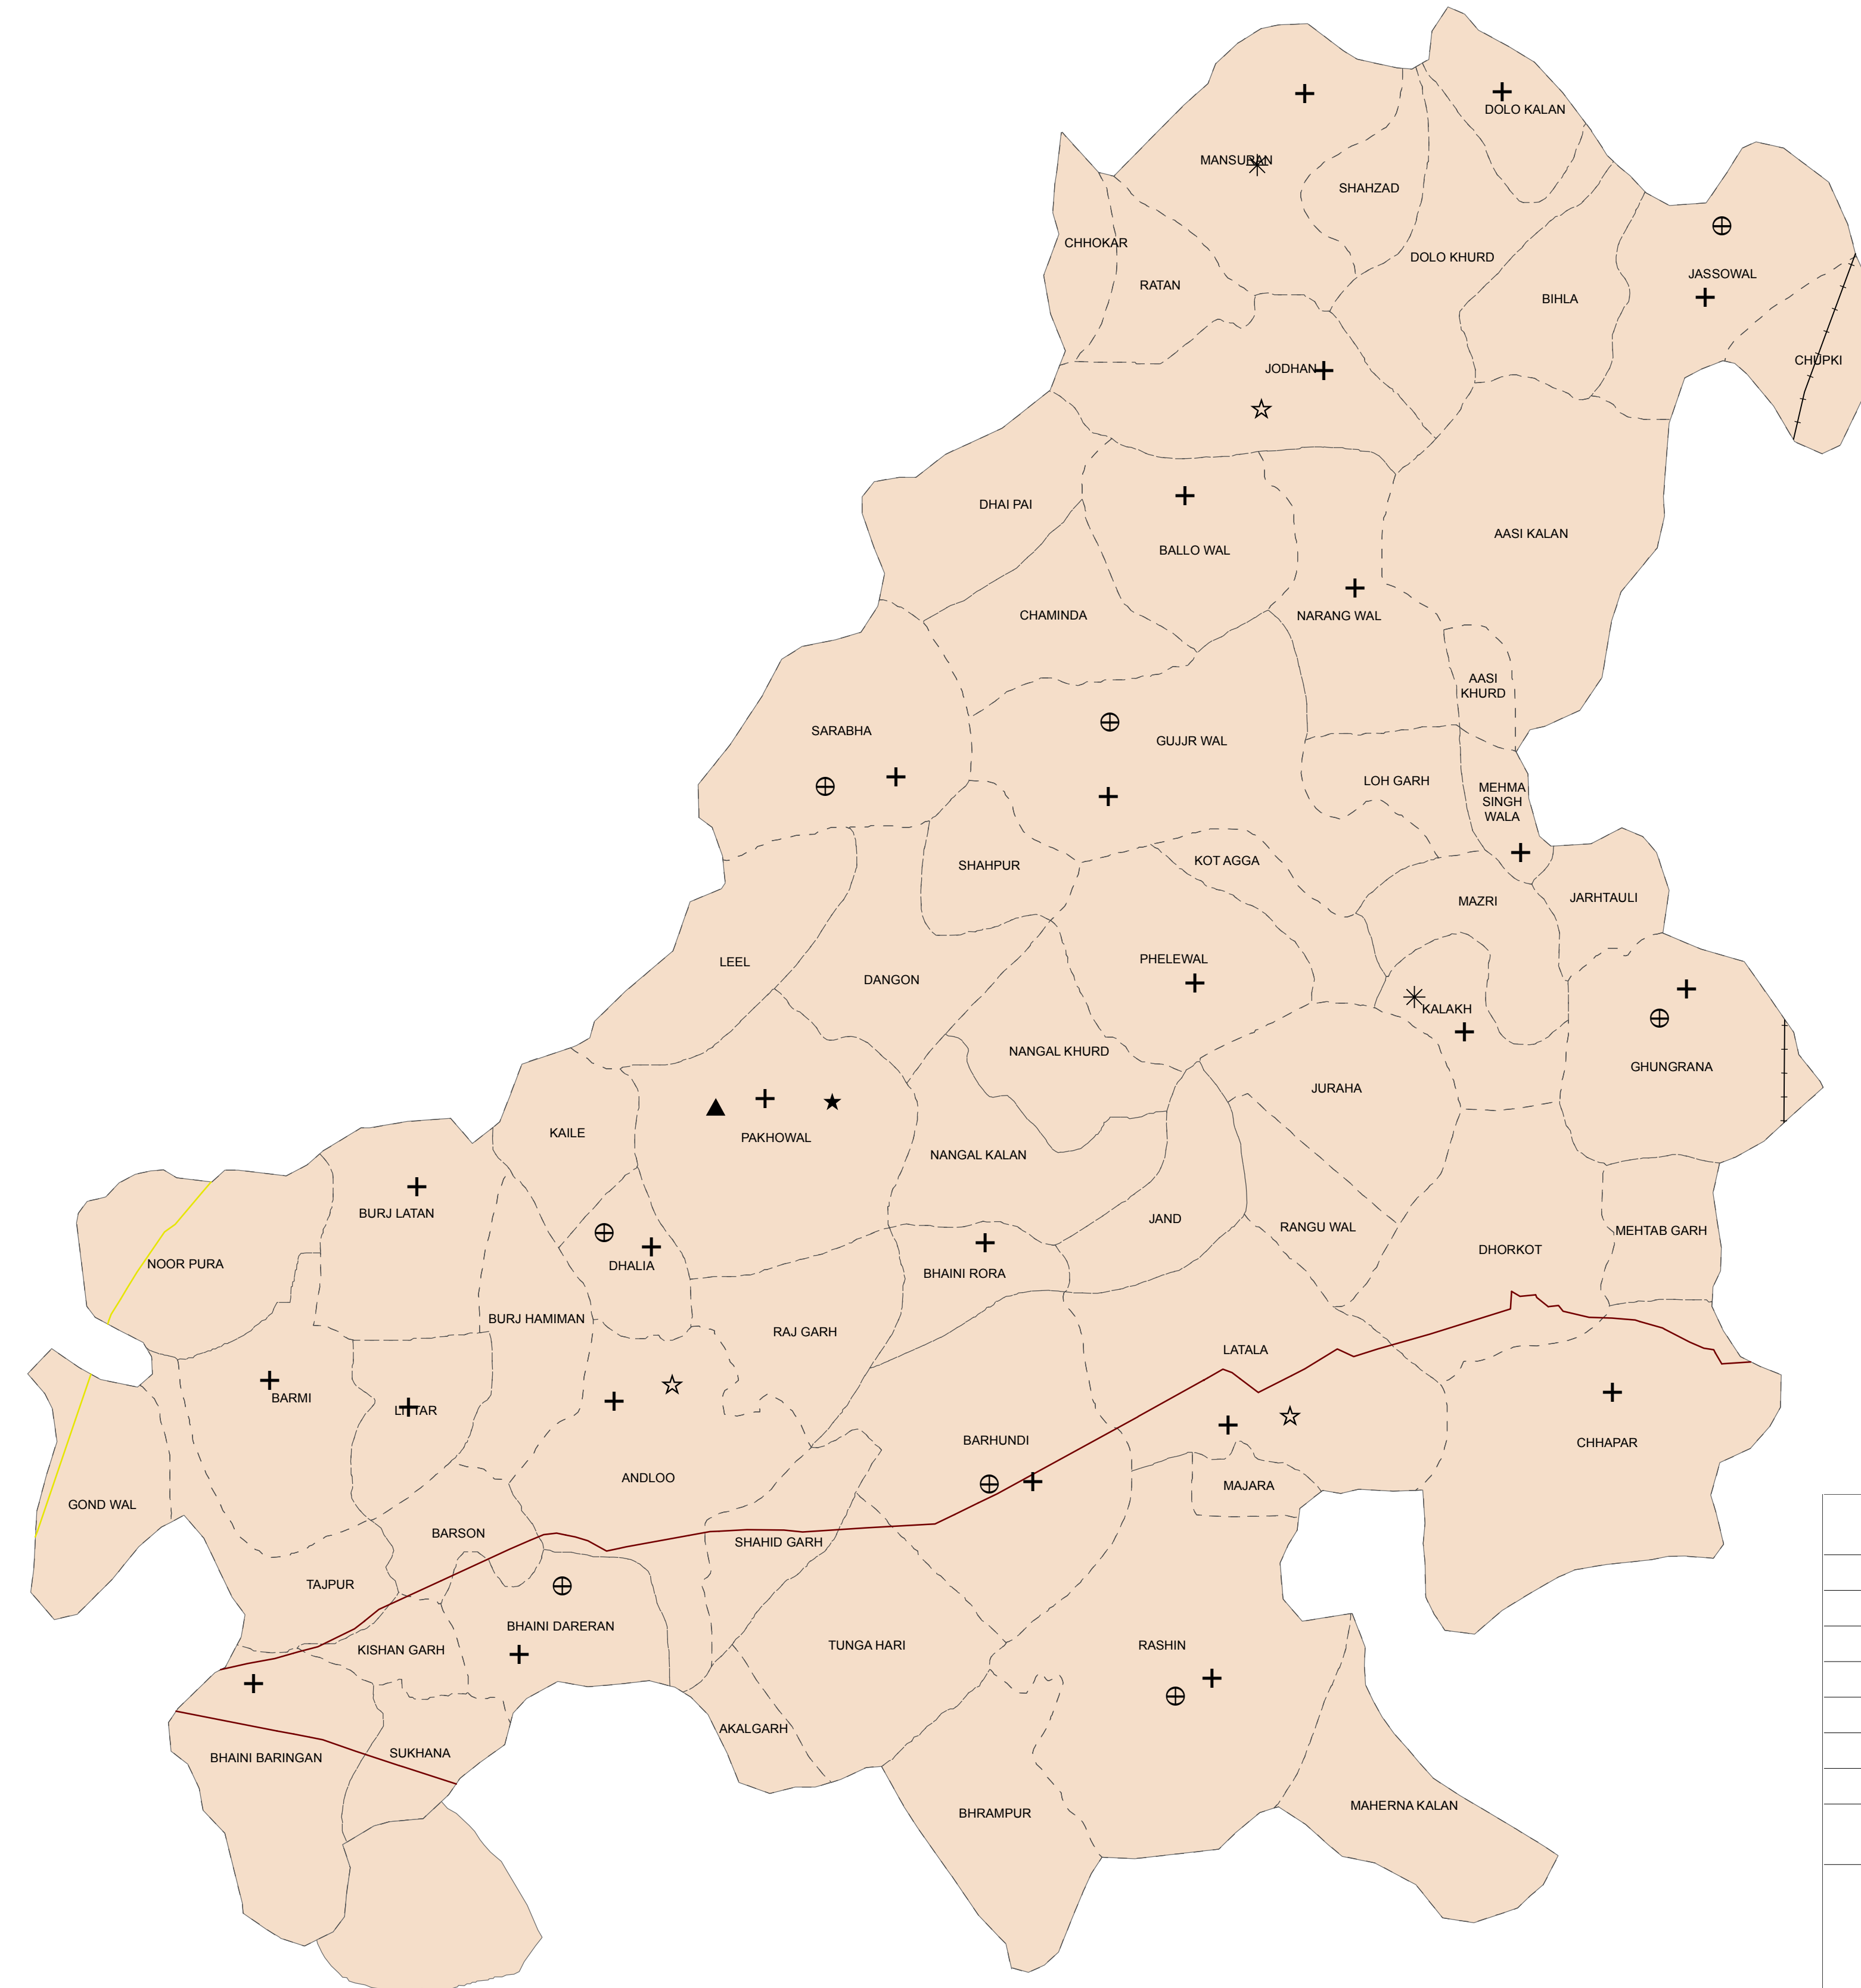 DOLO KALAN
MANSURAN
SHAHZAD
CHHOKAR
DOLO KHURD
JASSOWAL
RATAN
BIHLA
CHUPKI
JODHAN
DHAI PAI
AASI KALAN
BALLO WAL
CHAMINDA
NARANG WAL
AASI
KHURD
SARABHA
GUJJR WAL
LOH GARH
MEHMA
SINGH
WALA
SHAHPUR
KOT AGGA
MAZRI
JARHTAULI
LEEL
DANGON
PHELEWAL
KALAKH
NANGAL KHURD
GHUNGRANA
JURAHA
KAILE
PAKHOWAL
NANGAL KALAN
BURJ LATAN
JAND
RANGU WAL
MEHTAB GARH
DHORKOT
NOOR PURA
DHALIA
BHAINI RORA
BURJ HAMIMAN
RAJ GARH
LATALA
BARMI
LITTAR
BARHUNDI
CHHAPAR
ANDLOO
MAJARA
GOND WAL
BARSON
SHAHID GARH
TAJPUR
BHAINI DARERAN
KISHAN GARH
TUNGA HARI
RASHIN
AKALGARH
BHAINI BARINGAN
SUKHANA
BHRAMPUR
MAHERNA KALAN